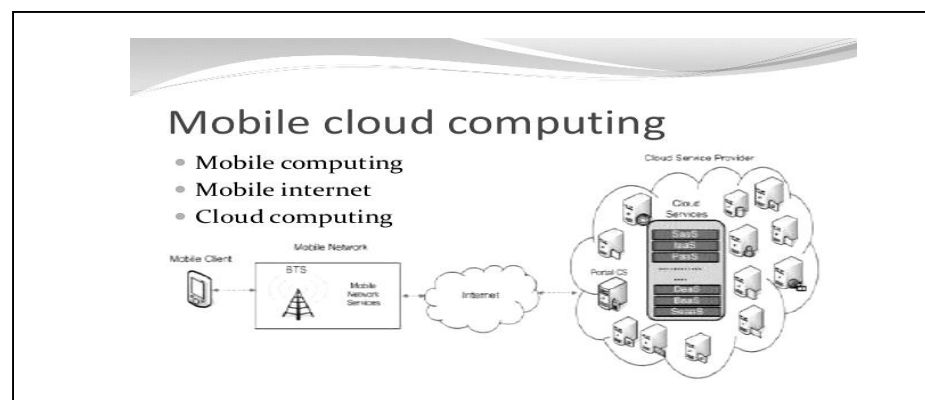 Mobile cloud computing
Mobile computing
Mobile internet
Cloud computing
Cloud Service Provider
Cloud
Services
SaaS
IaaS
PaaS
Mobile Network
Mobile Client
BTS
Mobile
Network
Services
Internet
Portal CS
DaaS